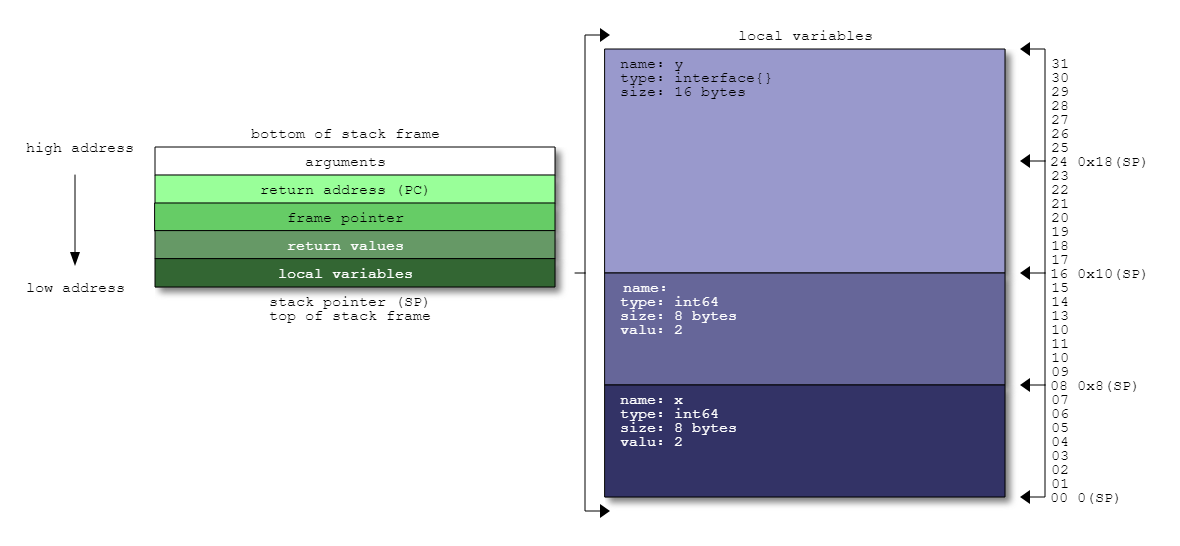 high address
low address
bottom of stack frame
arguments
return address (PC)
frame pointer
return values
local variables
stack pointer (SP)
top of stack frame
local variables
name: y
type: interface{}
size: 16 bytes
name:
type: int64
size: 8 bytes
valu: 2
name: x
type: int64
size: 8 bytes
valu: 2
31
30
29
28
27
26
25
24 0x18(SP)
23
22
21
20
19
18
17
16 0x10(SP)
15
14
13
10
11
10
09
08 0x8(SP)
07
06
05
04
03
02
01
00 0(SP)